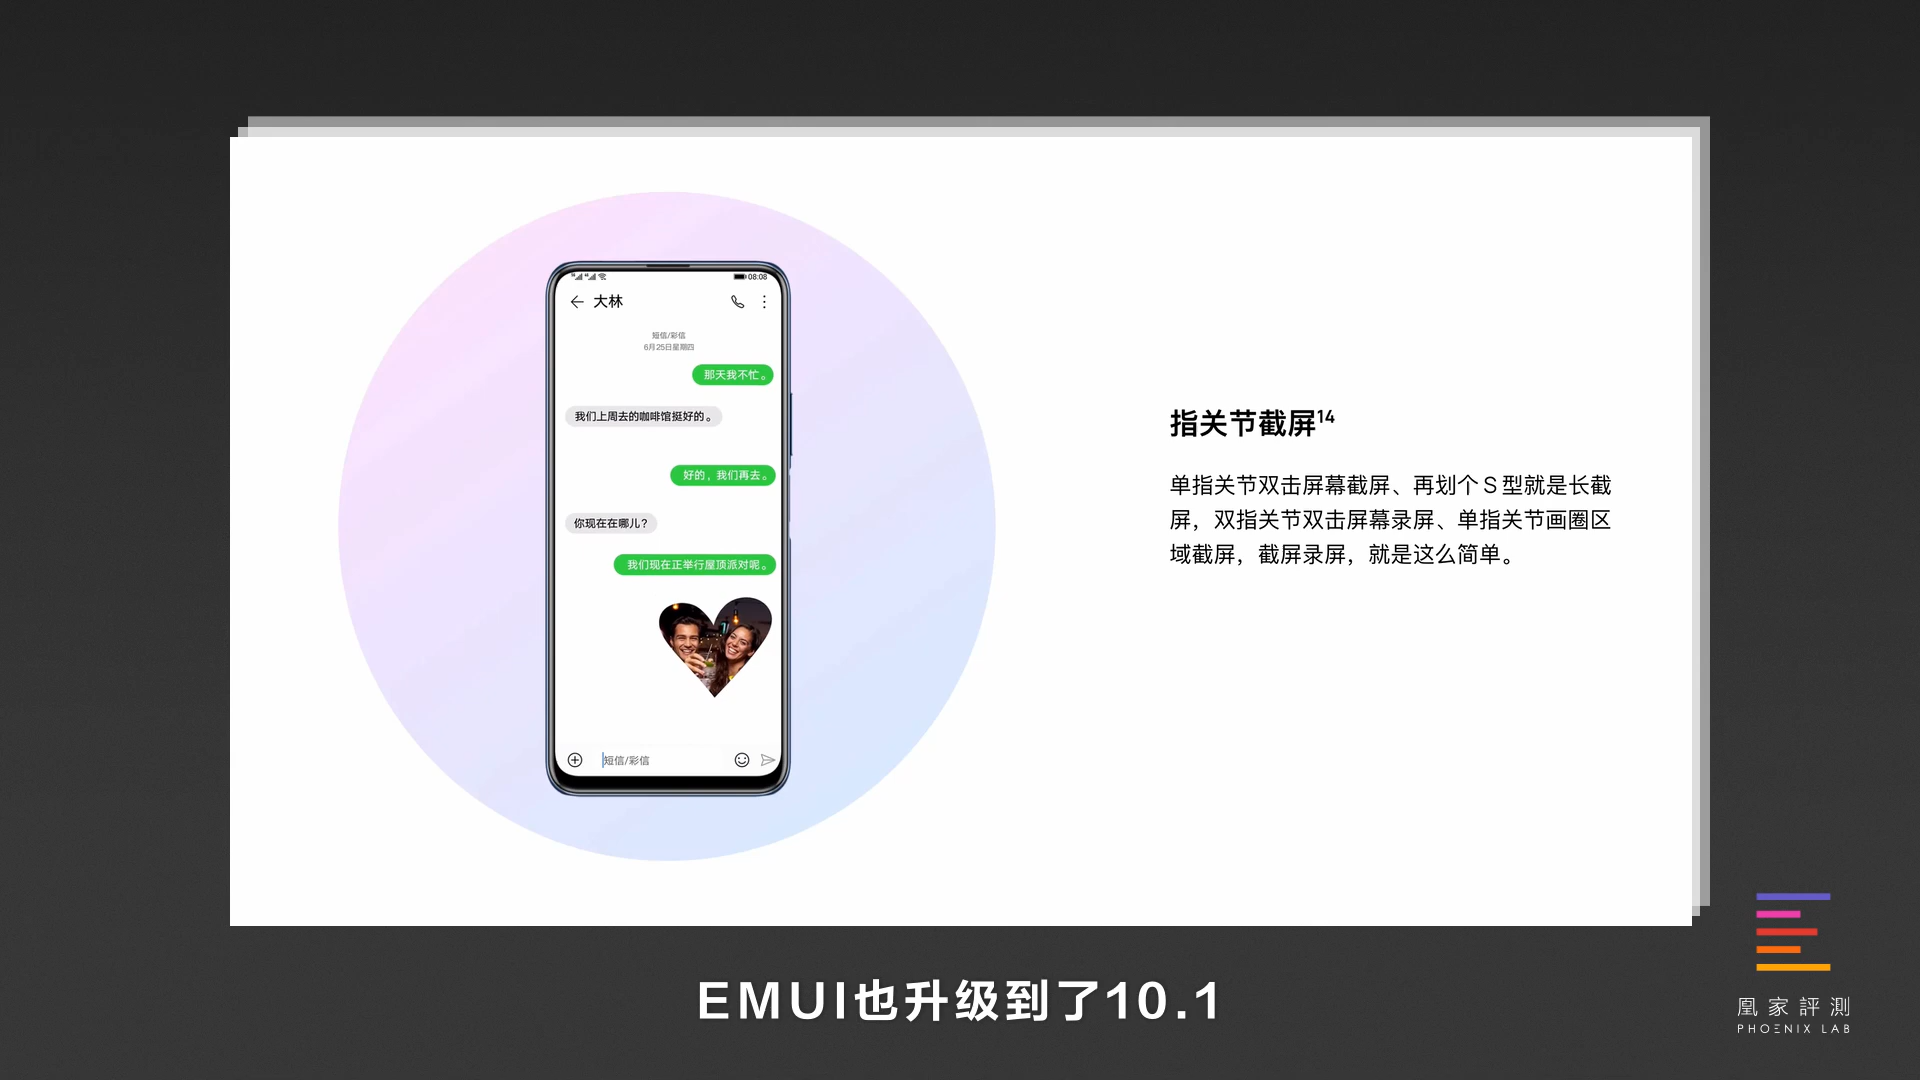 08:08
大林
短信/彩信
6月25日星期四
那天我不忙。
我们上周去的咖啡馆挺好的。
好的，我们再去。
你现在在哪儿？
我们现在正举行屋顶派对呢。
短信/彩信
指关节截屏14
单指关节双击屏幕截屏、再划个 S 型就是长截
屏，双指关节双击屏幕录屏、单指关节画圈区
域截屏，截屏录屏，就是这么简单。
EMUI也升级到了10.1
凰家評測
PHOENIX LAB